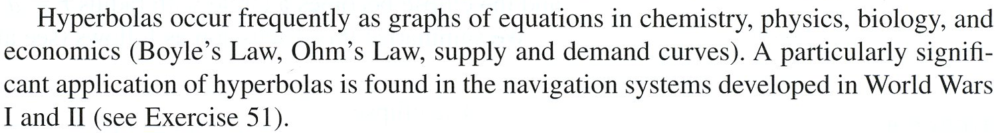 Hyperbolas occur frequently as graphs of equations in chemistry, physics, biology, and
economics (Boyle’s Law, Ohm’s Law, supply and demand curves). A particularly signifi-
cant application of hyperbolas is found in the navigation systems developed in World Wars
I and II (see Exercise 51).